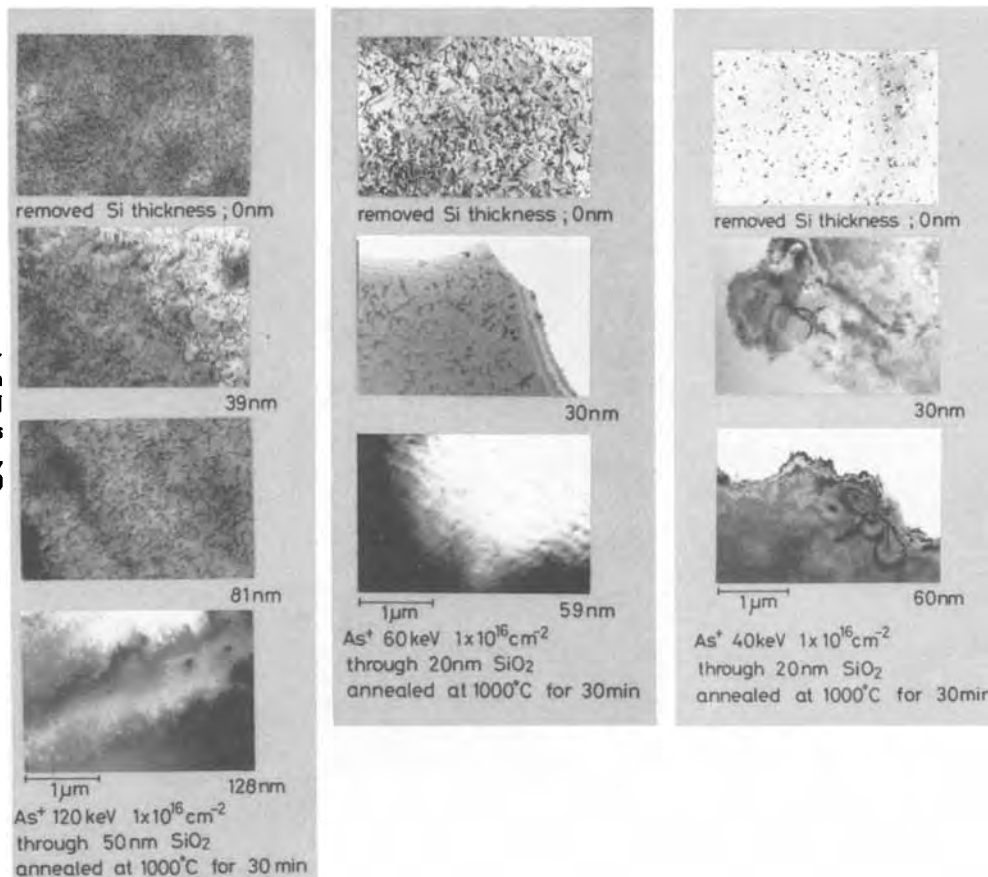 removed Si thickness ; 0nm
39nm
81nm
1μm
128nm
As⁺ 120 keV 1x10¹⁶cm⁻²
through 50nm SiO₂
annealed at 1000°C for 30min
removed Si thickness ; 0nm
30nm
1μm
59nm
As⁺ 60keV 1x10¹⁶cm⁻²
through 20nm SiO₂
annealed at 1000°C for 30min
removed Si thickness ; 0nm
30nm
1μm
60nm
As⁺ 40keV 1x10¹⁶cm⁻²
through 20nm SiO₂
annealed at 1000°C for 30min